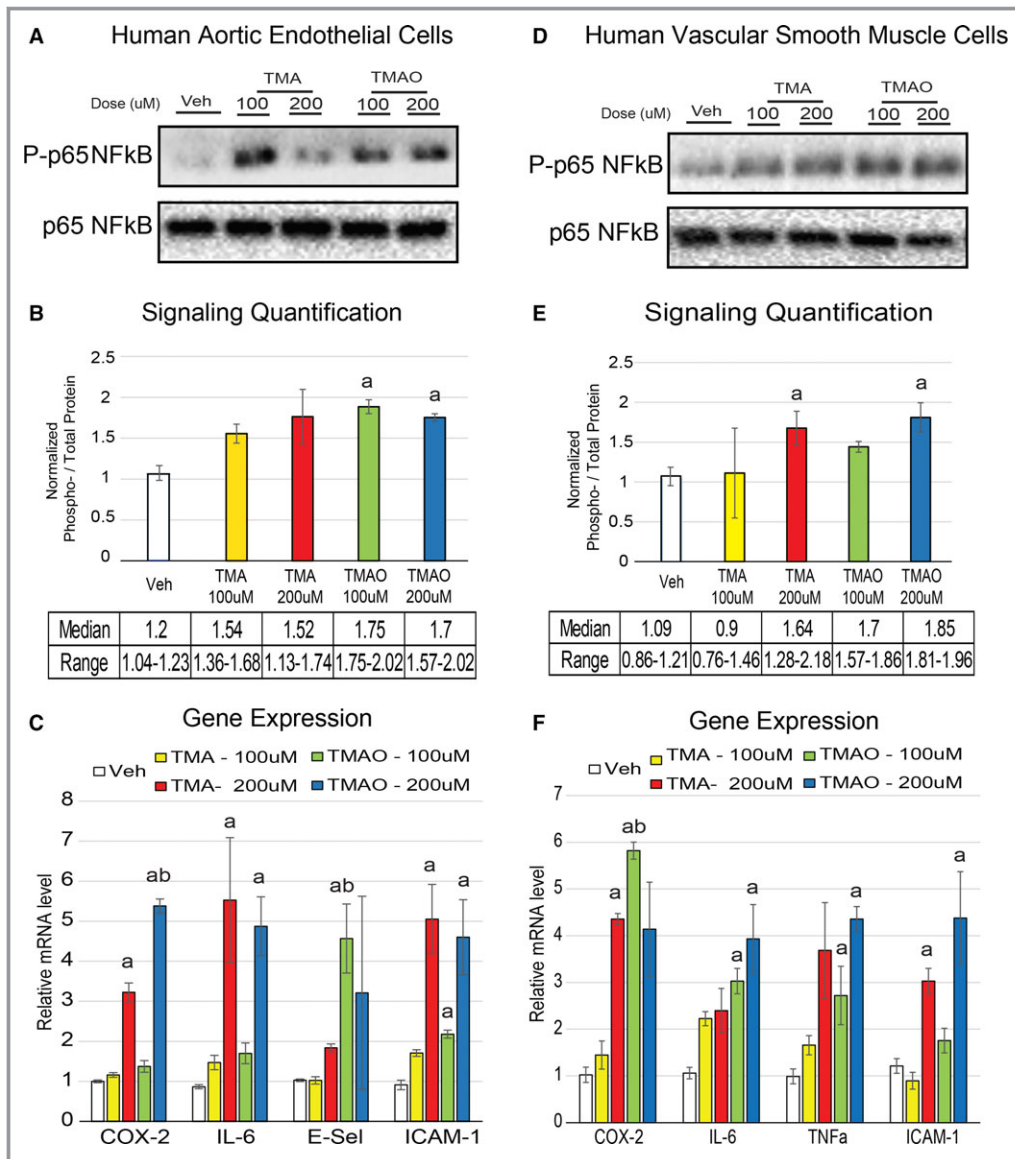 A Human Aortic Endothelial Cells
TMA TMAO
Dose (uM) Veh 100 200 100 200
P-p65NFkB
p65 NFkB
B Signaling Quantification
Normalized
Phospho- / Total Protein
2.5
2
1.5
1
0.5
0
a a
Veh TMA 100uM TMA 200uM TMAO 100uM TMAO 200uM
Median 1.2 1.54 1.52 1.75 1.7
Range 1.04-1.23 1.36-1.68 1.13-1.74 1.75-2.02 1.57-2.02
C Gene Expression
Veh TMA - 100uM TMAO - 100uM
TMA- 200uM TMAO - 200uM
Relative mRNA level
8
7
6
5
4
3
2
1
0
a ab a a ab a a a
COX-2 IL-6 E-Sel ICAM-1
D Human Vascular Smooth Muscle Cells
TMA TMAO
Dose (uM) Veh 100 200 100 200
P-p65 NFkB
p65 NFkB
E Signaling Quantification
Normalized
Phospho- / Total Protein
2.5
2
1.5
1
0.5
0
a a
Veh TMA 100uM TMA 200uM TMAO 100uM TMAO 200uM
Median 1.09 0.9 1.64 1.7 1.85
Range 0.86-1.21 0.76-1.46 1.28-2.18 1.57-1.86 1.81-1.96
F Gene Expression
Veh TMA - 100uM TMAO - 100uM
TMA- 200uM TMAO - 200uM
Relative mRNA level
7
6
5
4
3
2
1
0
a ab a a a a a a
COX-2 IL-6 TNFa ICAM-1